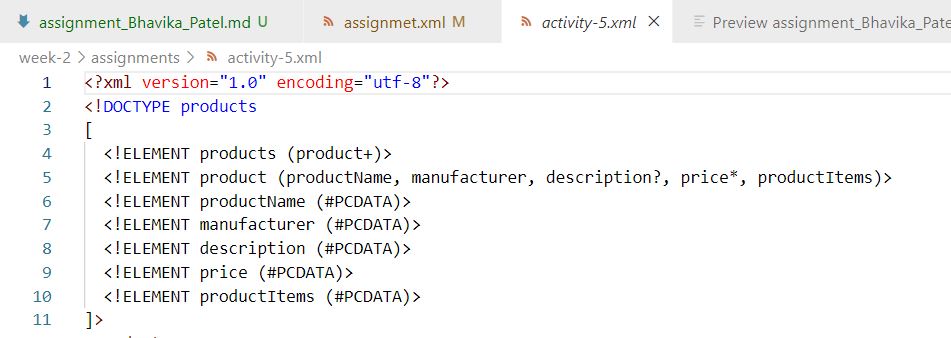 assignment_Bhavika_Patel.md U assignmet.xml M activity-5.xml Preview assignment_Bhavika_Pate
week-2 > assignments > activity-5.xml
1 <?xml version="1.0" encoding="utf-8"?>
2 <!DOCTYPE products
3 [
4 <!ELEMENT products (product+)>
5 <!ELEMENT product (productName, manufacturer, description?, price*, productItems)>
6 <!ELEMENT productName (#PCDATA)>
7 <!ELEMENT manufacturer (#PCDATA)>
8 <!ELEMENT description (#PCDATA)>
9 <!ELEMENT price (#PCDATA)>
10 <!ELEMENT productItems (#PCDATA)>
11 ]>